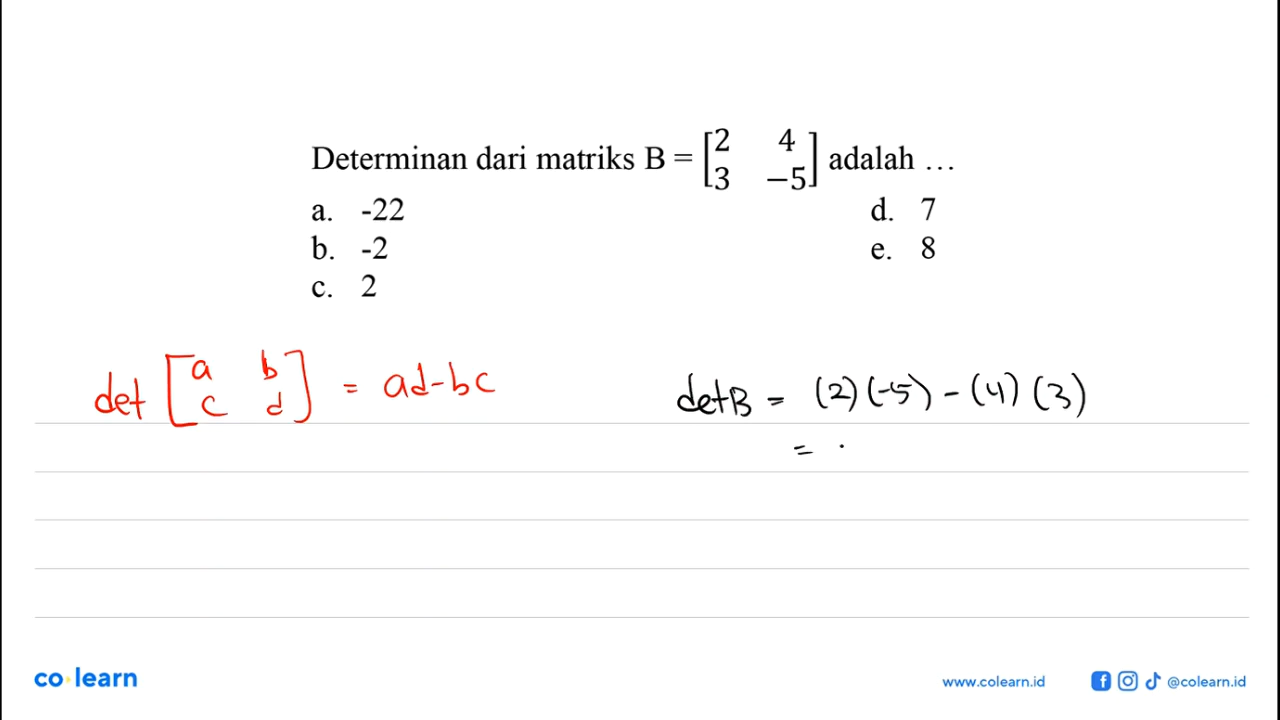 Determinan dari matriks B = [2 4
3 −5] adalah …
a. -22
b. -2
c. 2
d. 7
e. 8
det [a b
c d] = ad-bc
det B = (2)(-5) - (4)(3)
=
co learn
www.colearn.id
@colearn.id